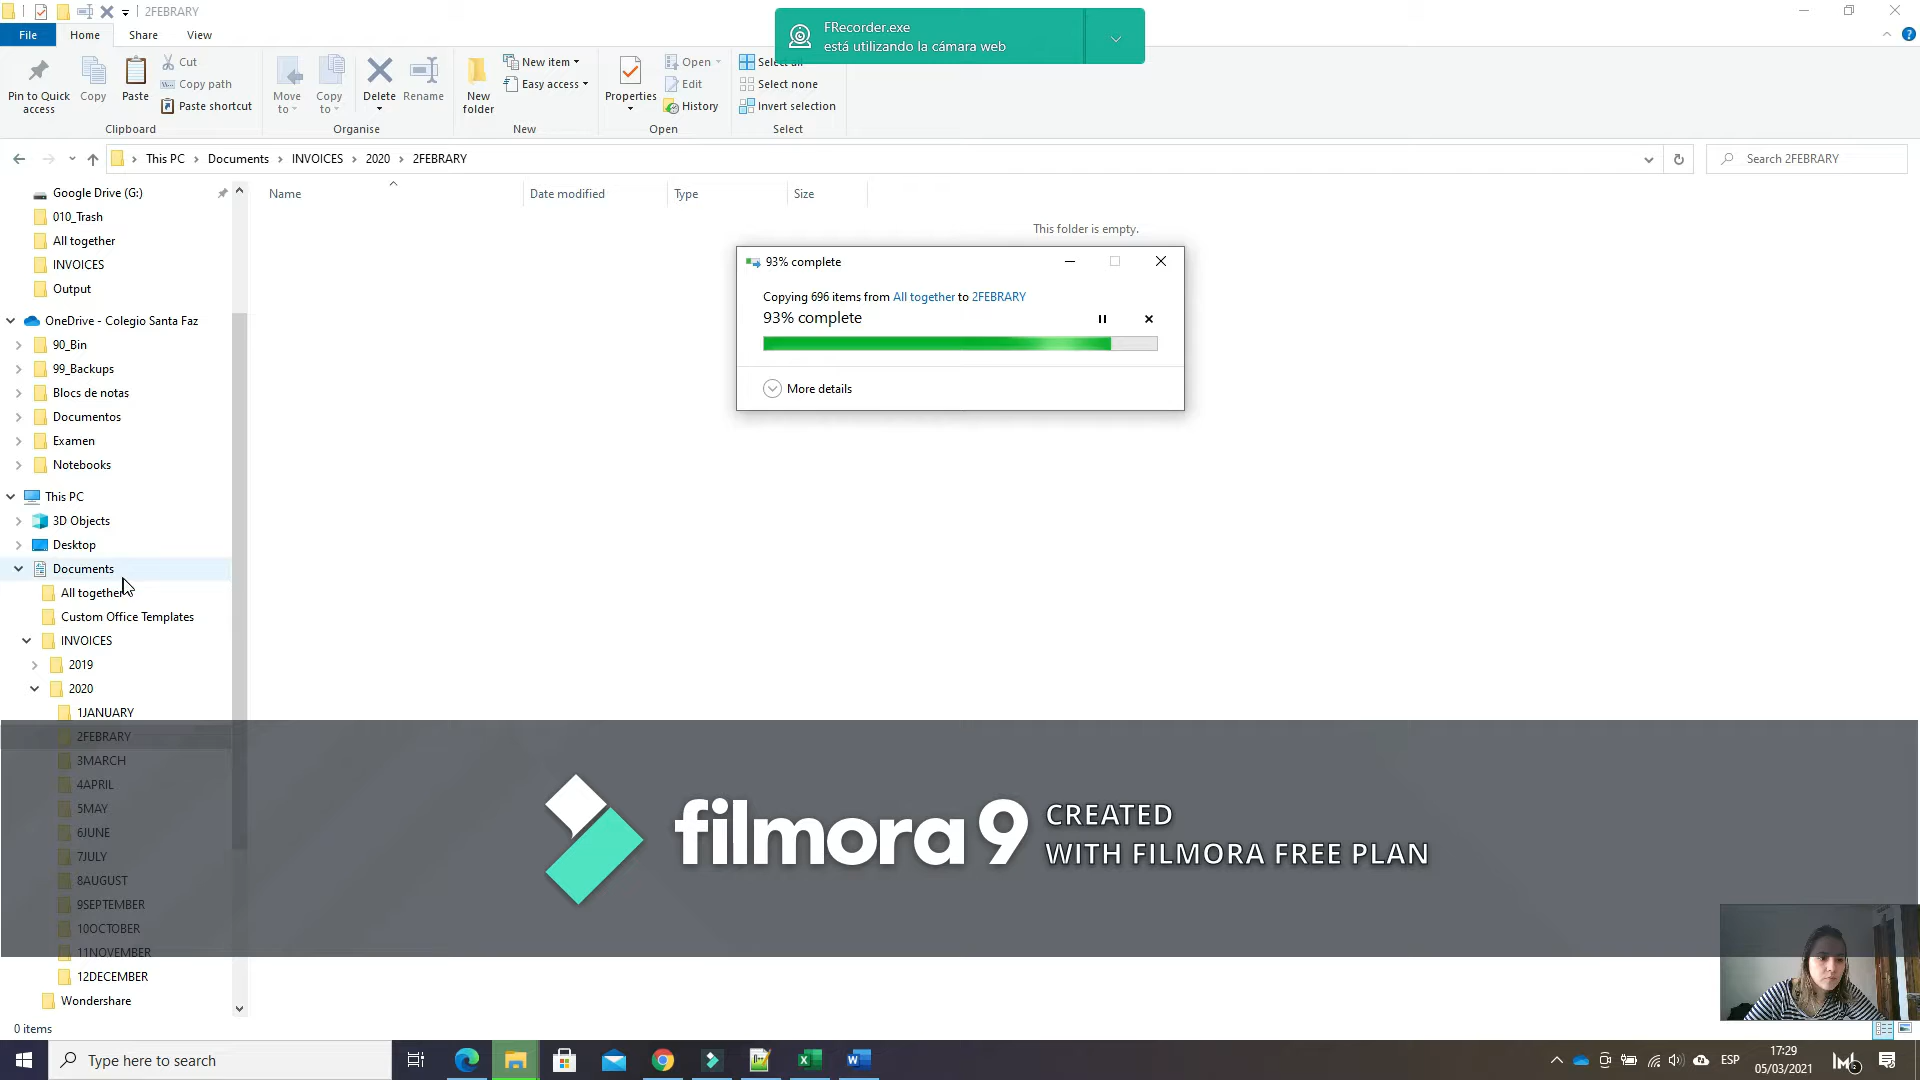 2FEBRARY
File Home Share View
FRecorder.exe
está utilizando la cámara web
Pin to Quick access
Copy
Paste
Cut
Copy path
Paste shortcut
Clipboard
Move to
Copy to
Delete
Rename
Organise
New folder
New item
Easy access
New
Properties
Open
Edit
History
Open
Select all
Select none
Invert selection
Select
This PC > Documents > INVOICES > 2020 > 2FEBRARY
Search 2FEBRARY
Name Date modified Type Size
This folder is empty.
Google Drive (G:)
010_Trash
All together
INVOICES
Output
OneDrive - Colegio Santa Faz
90_Bin
99_Backups
Blocs de notas
Documentos
Examen
Notebooks
This PC
3D Objects
Desktop
Documents
All together
Custom Office Templates
INVOICES
2019
2020
1JANUARY
2FEBRARY
3MARCH
4APRIL
5MAY
6JUNE
7JULY
8AUGUST
9SEPTEMBER
10OCTOBER
11NOVEMBER
12DECEMBER
Wondershare
93% complete
Copying 696 items from All together to 2FEBRARY
93% complete
More details
filmora9
CREATED
WITH FILMORA FREE PLAN
0 items
Type here to search
ESP
17:29
05/03/2021